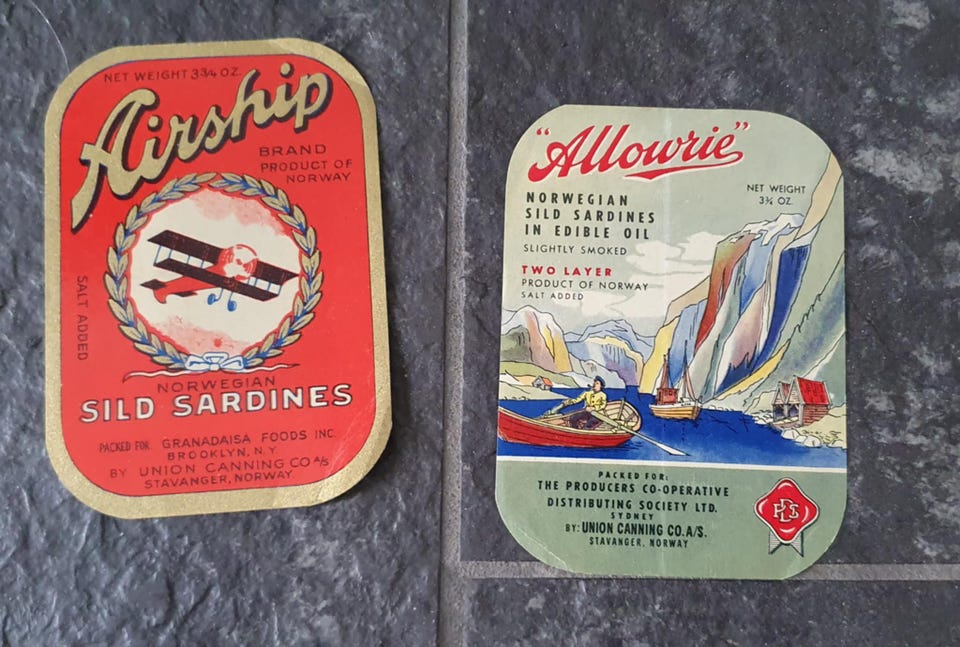 NET WEIGHT 3¾ OZ.
Airship
BRAND
PRODUCT OF
NORWAY
SALT ADDED
NORWEGIAN
SILD SARDINES
PACKED FOR GRANADAISA FOODS INC.
BROOKLYN, N.Y.
BY UNION CANNING CO A/S
STAVANGER, NORWAY
"Allowrie"
NORWEGIAN
SILD SARDINES
IN EDIBLE OIL
SLIGHTLY SMOKED
NET WEIGHT
3¾ OZ.
TWO LAYER
PRODUCT OF NORWAY
SALT ADDED
PACKED FOR:
THE PRODUCERS CO-OPERATIVE
DISTRIBUTING SOCIETY LTD.
SYDNEY
BY: UNION CANNING CO. A/S.
STAVANGER, NORWAY
PDS